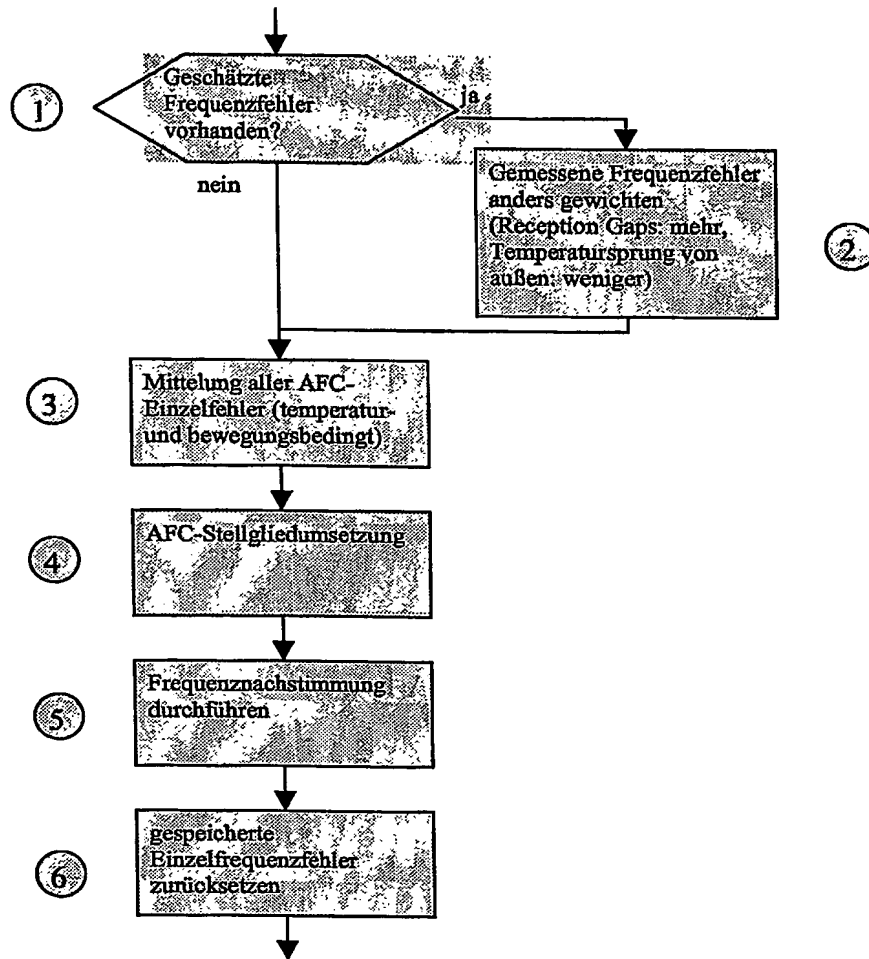 1
Geschätzte
Frequenzfehler
vorhanden?
ja
nein
Gemessene Frequenzfehler
anders gewichten
(Reception Gaps: mehr,
Temperatursprung von
außen: weniger)
2
3
Mittelung aller AFC-
Einzelfehler (temperatur-
und bewegungsbedingt)
4
AFC-Stellgliedumsetzung
5
Frequenznachstimmung
durchführen
6
gespeicherte
Einzelfrequenzfehler
zurücksetzen